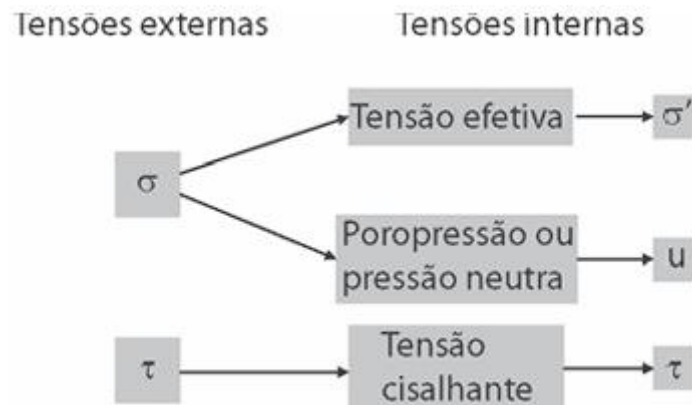 Tensões externas
Tensões internas
Tensão efetiva
σ'
σ
Poropressão ou
pressão neutra
u
τ
Tensão
cisalhante
τ